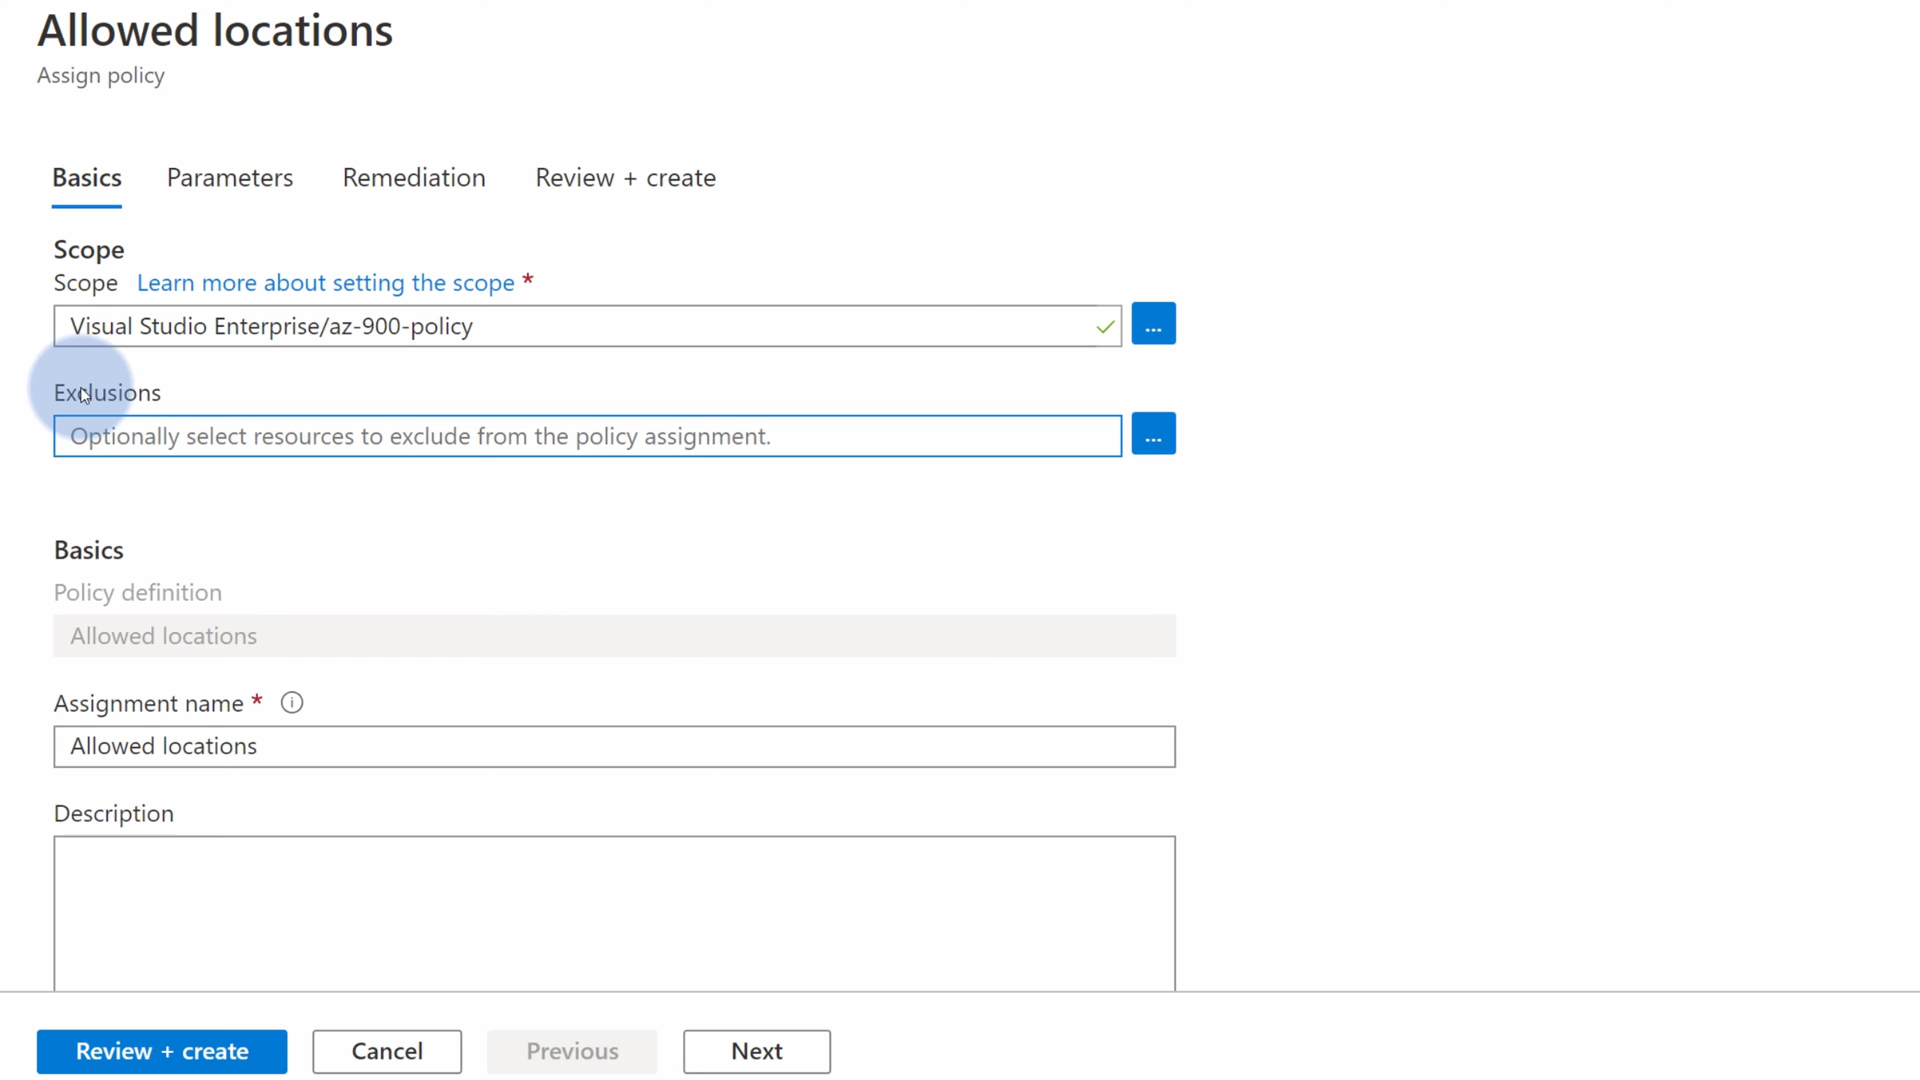 Allowed locations
Assign policy
Basics Parameters Remediation Review + create
Scope
Scope Learn more about setting the scope *
Visual Studio Enterprise/az-900-policy
...
Exclusions
Optionally select resources to exclude from the policy assignment.
...
Basics
Policy definition
Allowed locations
Assignment name *
Allowed locations
Description
Review + create Cancel Previous Next